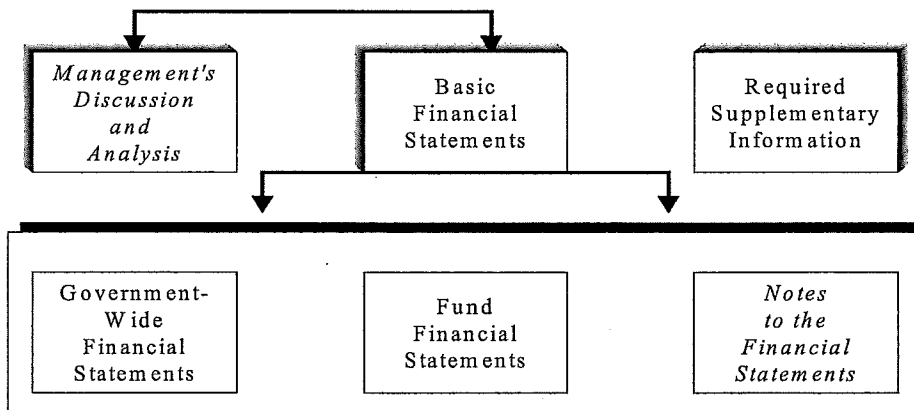 Management's
Discussion
and
Analysis
Basic
Financial
Statements
Required
Supplementary
Information
Government-
Wide
Financial
Statements
Fund
Financial
Statements
Notes
to the
Financial
Statements